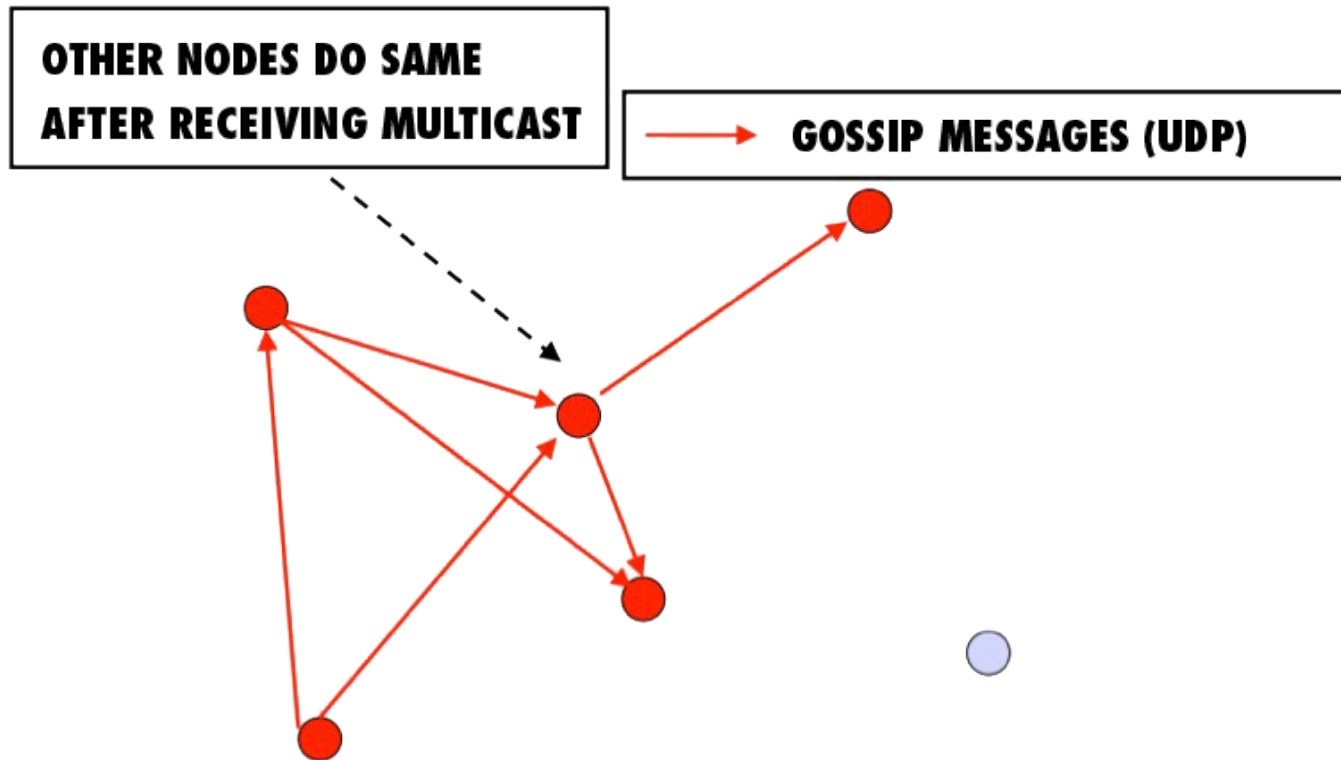 OTHER NODES DO SAME
AFTER RECEIVING MULTICAST
GOSSIP MESSAGES (UDP)